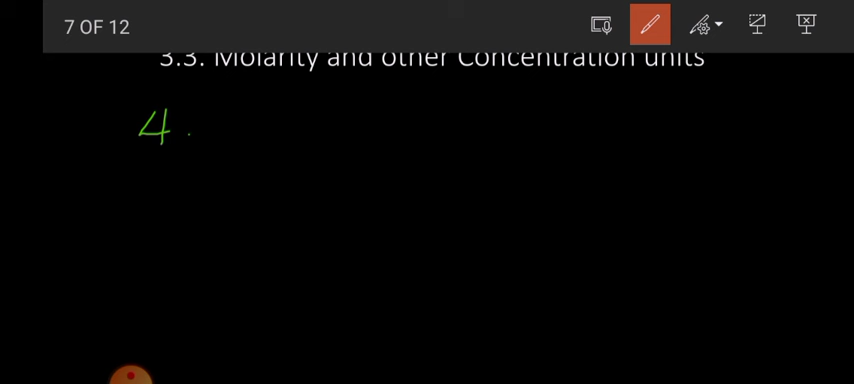 7 OF 12
3.3. Molarity and other Concentration units
4.